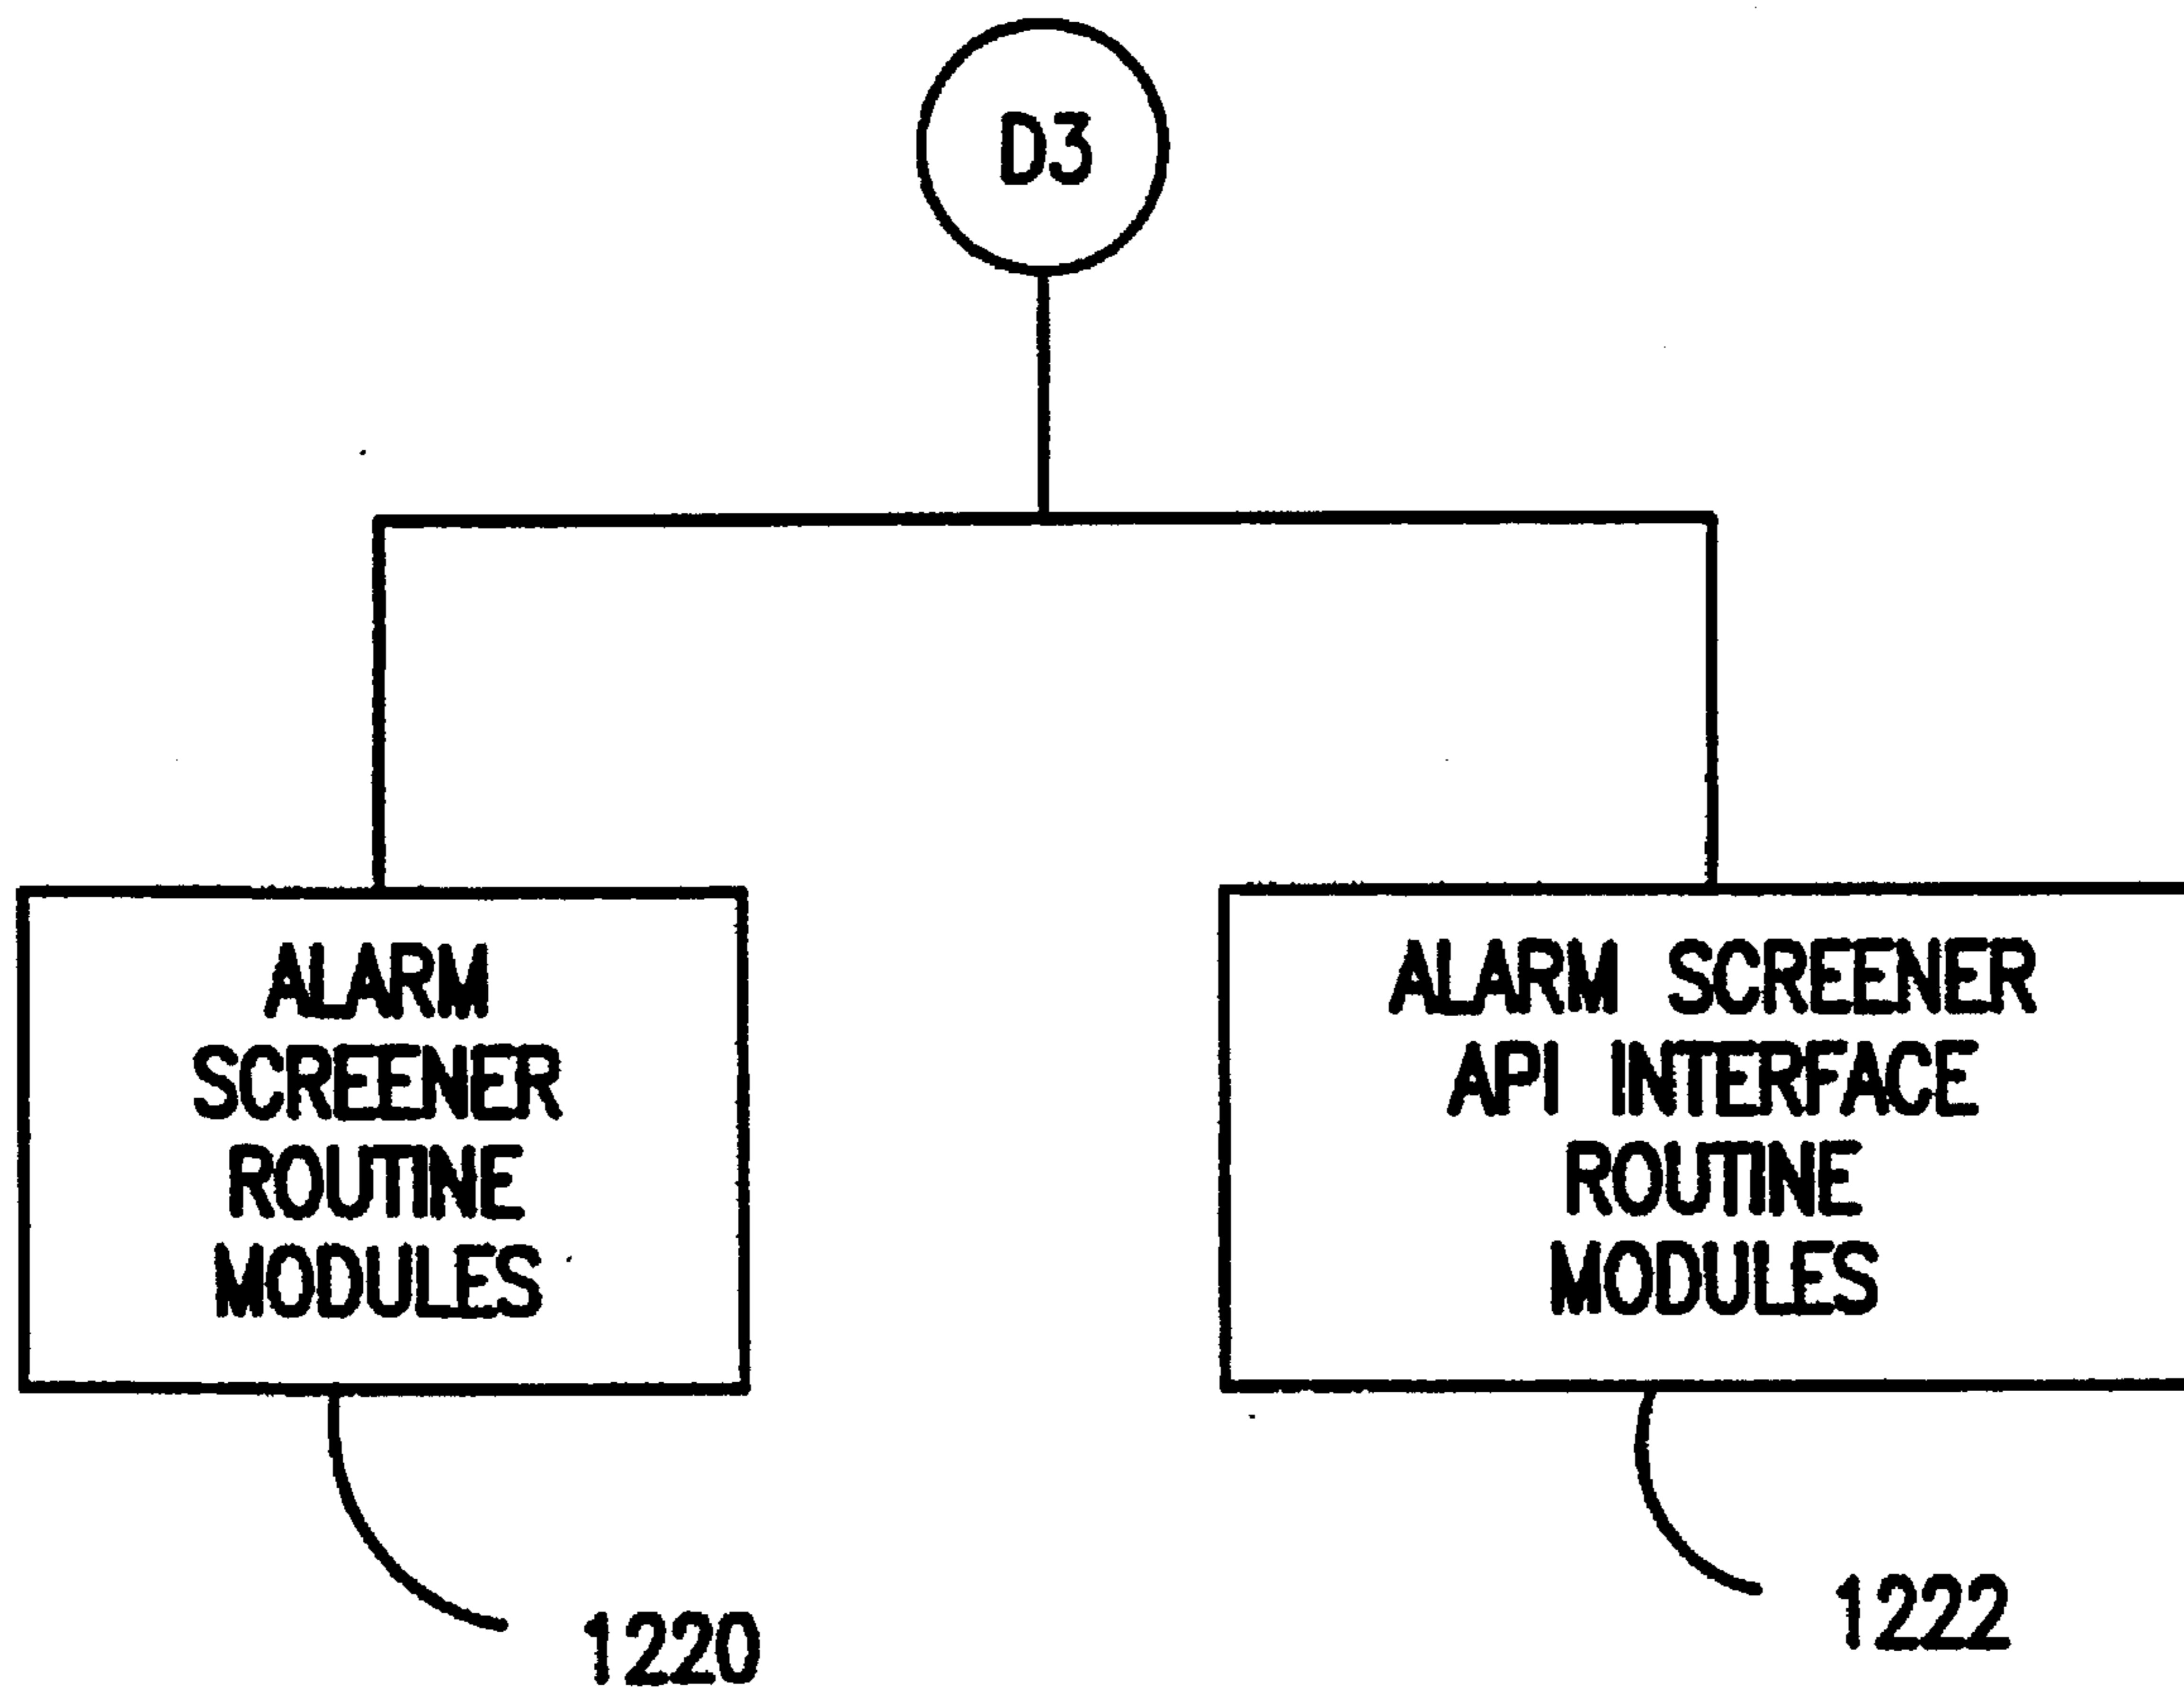 D3
ALARM
SCREENER
ROUTINE
MODULES
ALARM SCREENER
API INTERFACE
ROUTINE
MODULES
1220
1222